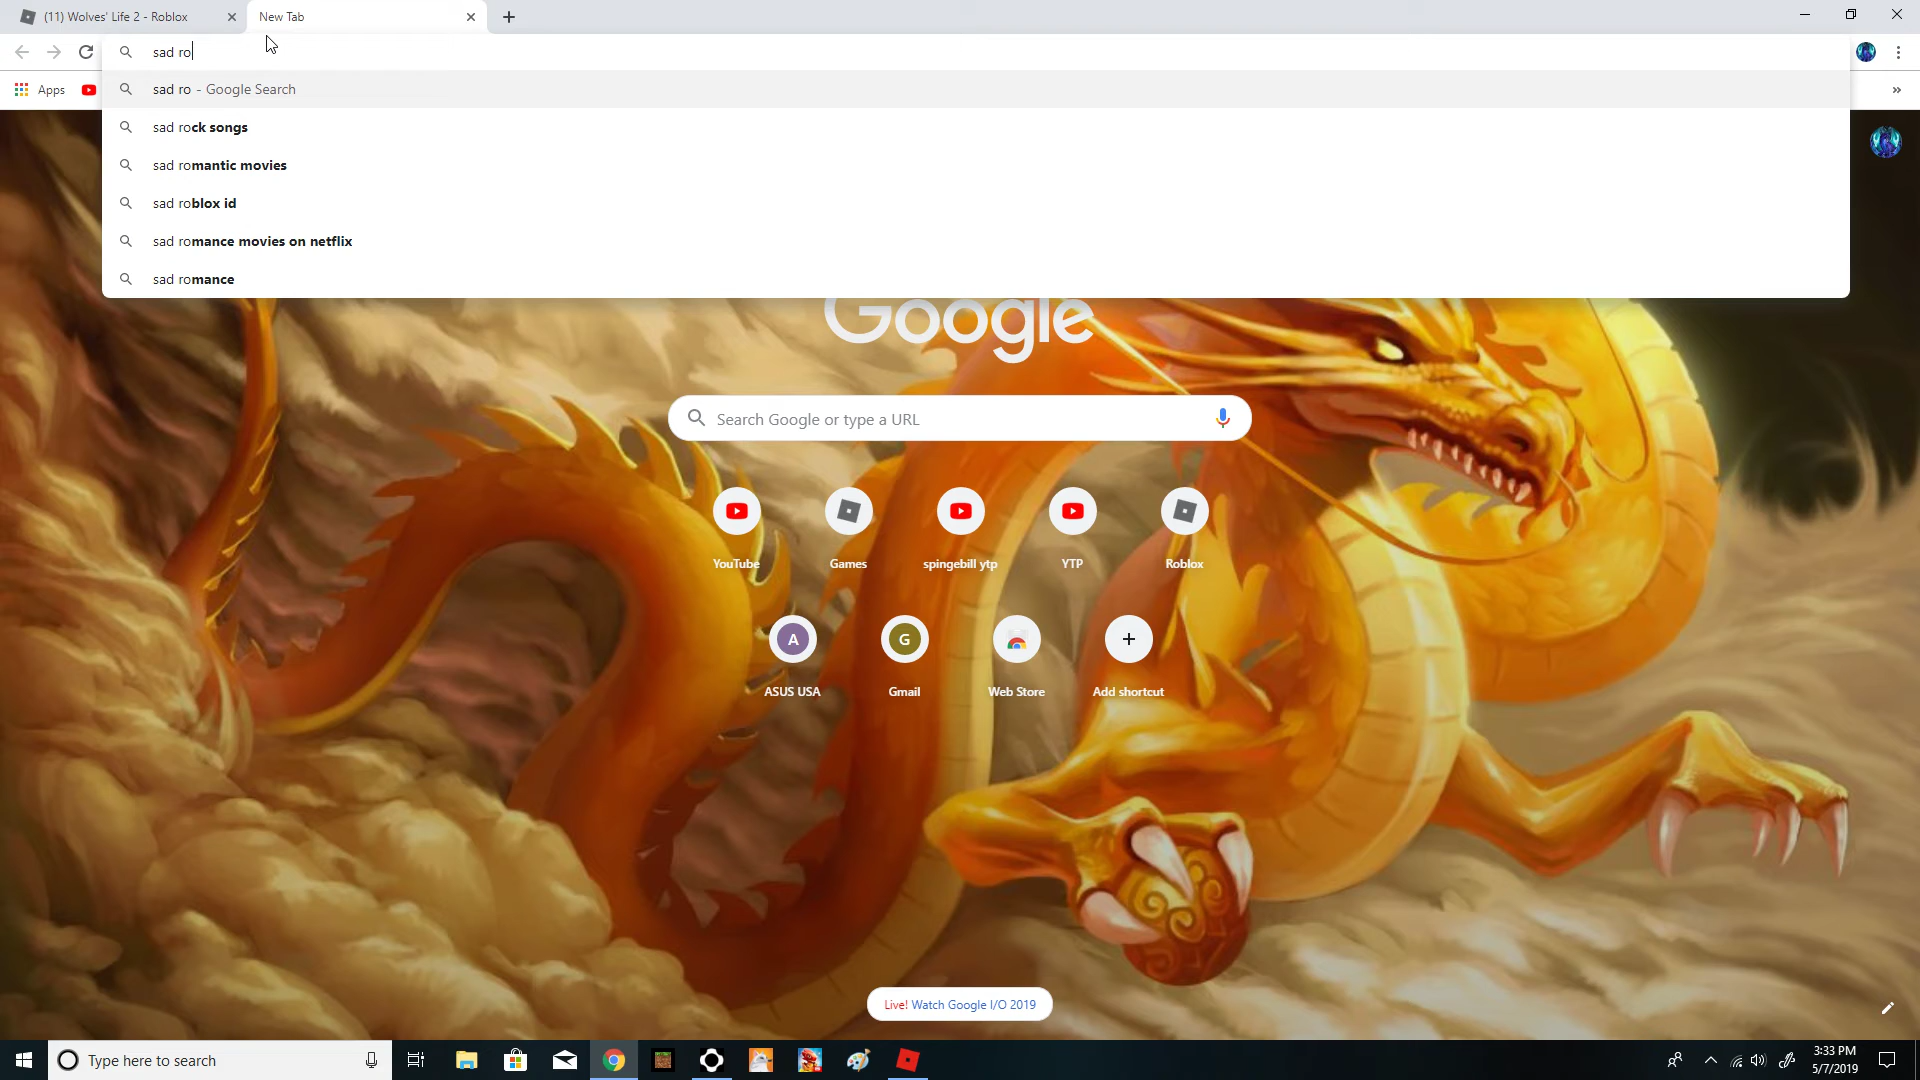 (11) Wolves' Life 2 - Roblox
New Tab
sad ro
Apps
sad ro - Google Search
sad rock songs
sad romantic movies
sad roblox id
sad romance movies on netflix
sad romance
Google
Search Google or type a URL
YouTube
Games
spingebill ytp
YTP
Roblox
A
G
ASUS USA
Gmail
Web Store
Add shortcut
Live! Watch Google I/O 2019
Type here to search
3:33 PM
5/7/2019